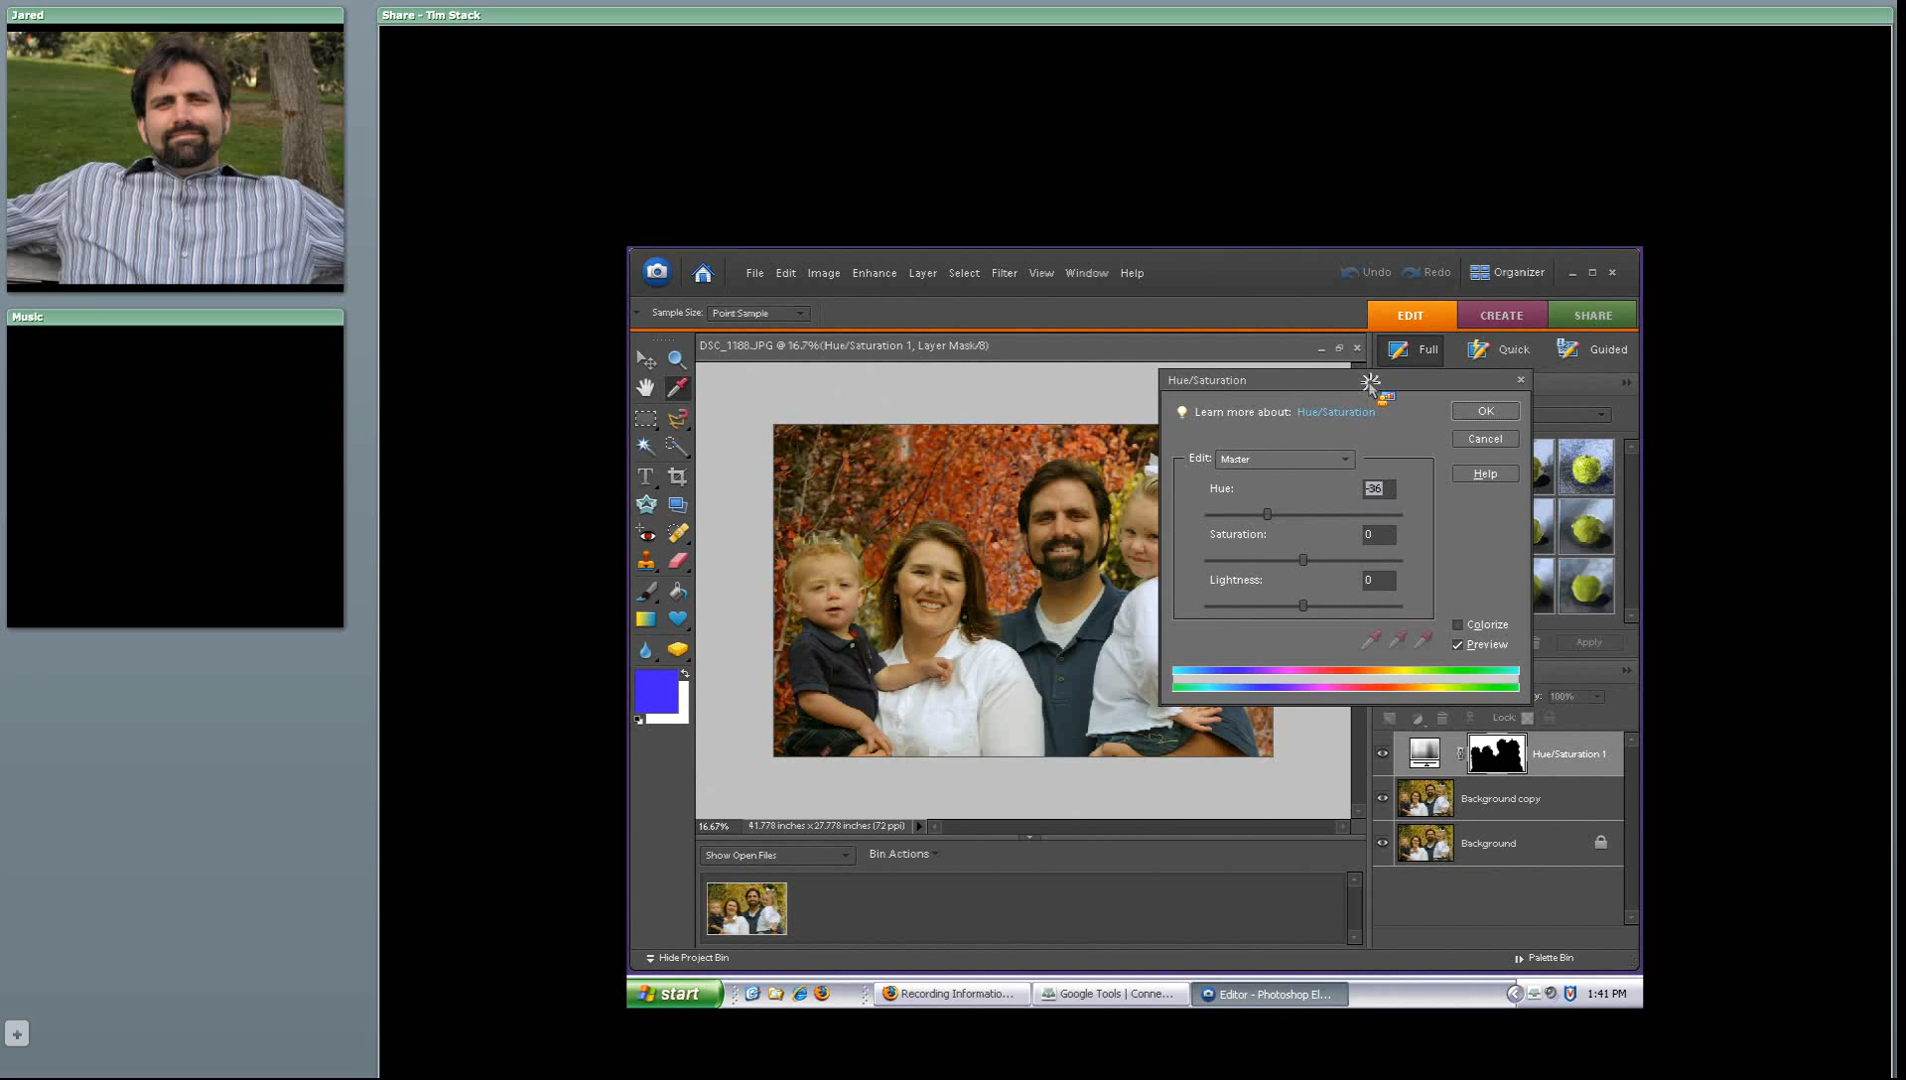 Jared
Share - Tim Stack
Music
File Edit Image Enhance Layer Select Filter View Window Help
Undo Redo Organizer
Sample Size: Point Sample
EDIT CREATE SHARE
DSC_1188.JPG @ 16.7%(Hue/Saturation 1, Layer Mask/8)
Full Quick Guided
Hue/Saturation
Learn more about: Hue/Saturation
OK
Cancel
Help
Edit: Master
Hue: -36
Saturation: 0
Lightness: 0
Colorize
Preview
Apply
y: 100%
Lock:
Hue/Saturation 1
Background copy
Background
16.67% 41.778 inches x 27.778 inches (72 ppi)
Show Open Files Bin Actions
Hide Project Bin
Palette Bin
start
Recording Informatio...
Google Tools | Conne...
Editor - Photoshop El...
1:41 PM